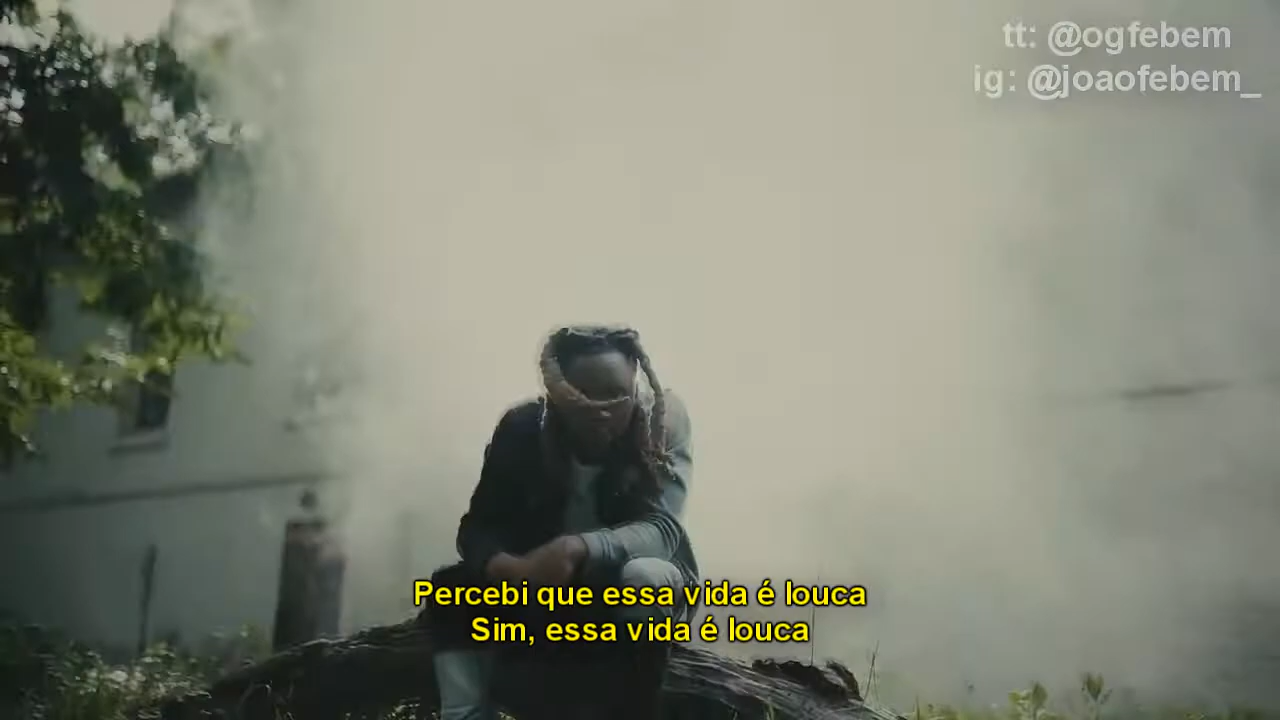 tt: @ogfebem
ig: @joaofebem_
Percebi que essa vida é louca
Sim, essa vida é louca